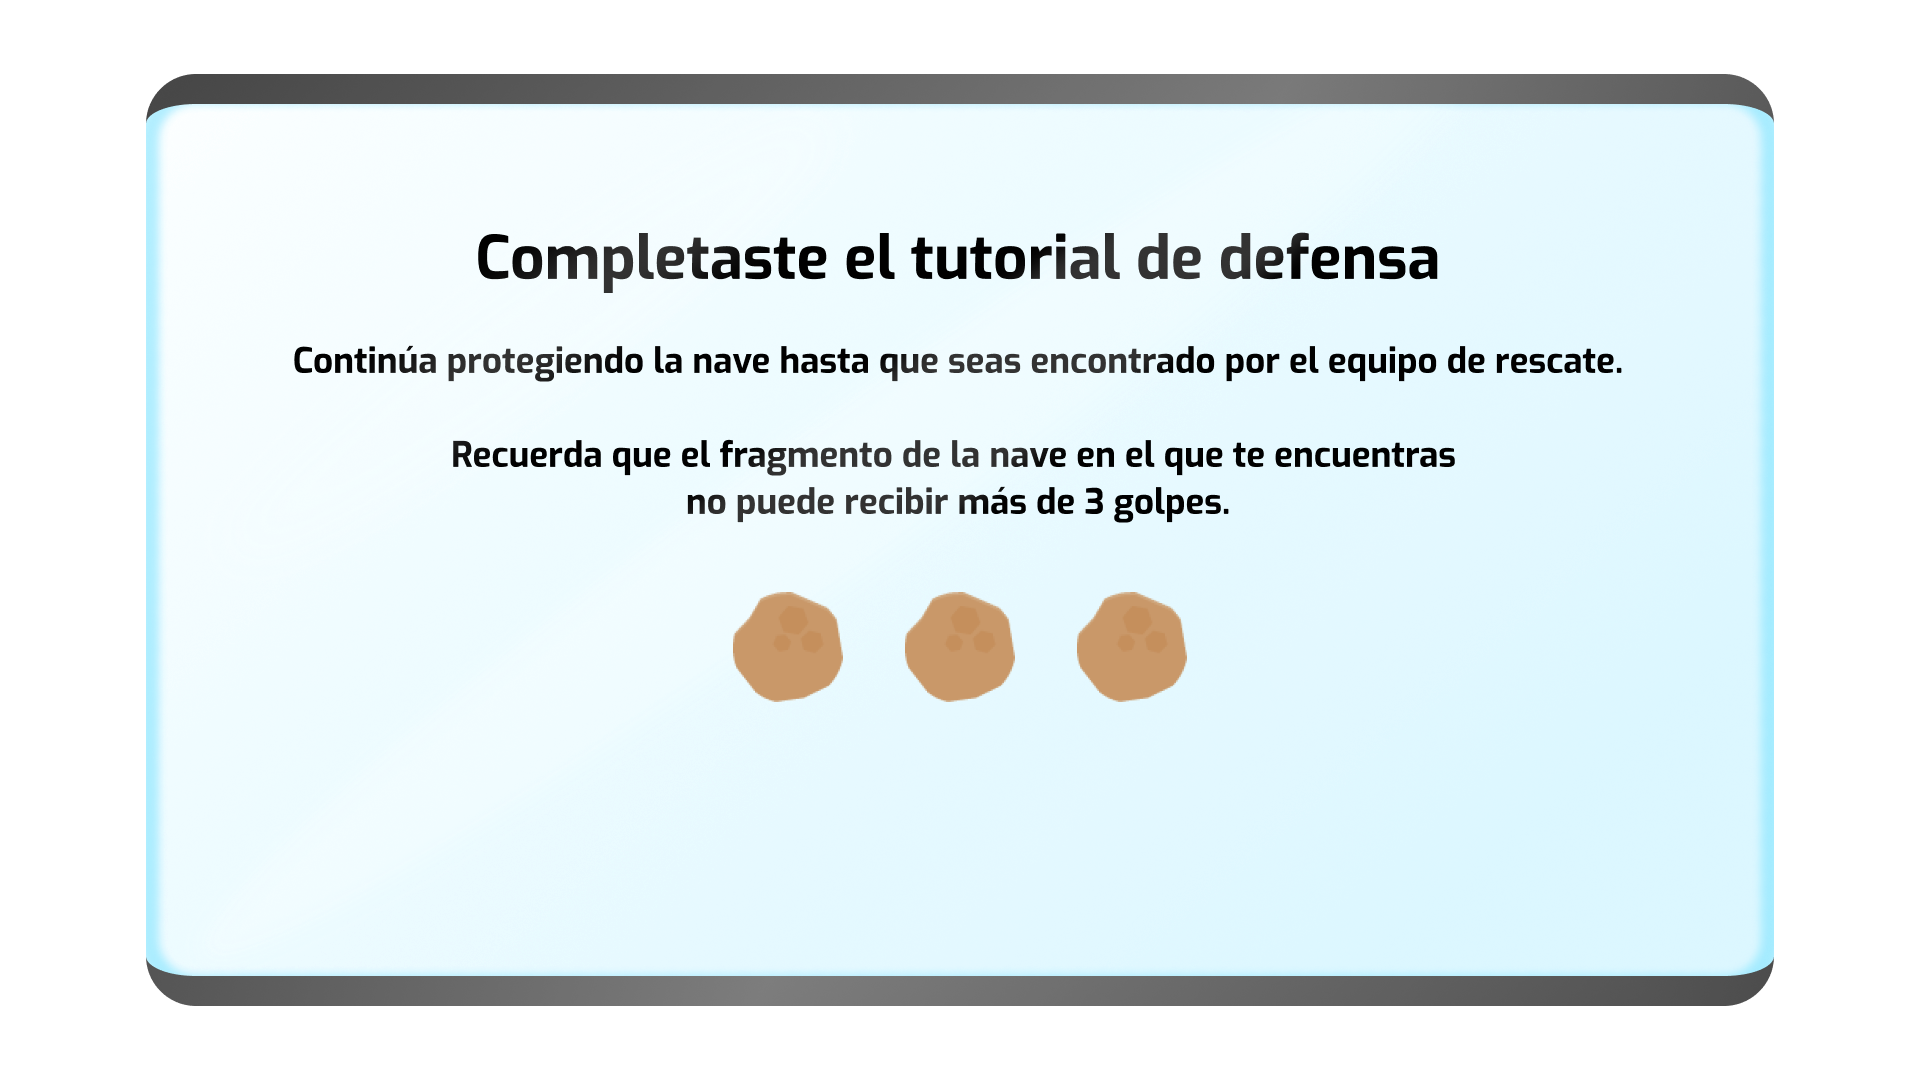 Completaste el tutorial de defensa
Continúa protegiendo la nave hasta que seas encontrado por el equipo de rescate.
Recuerda que el fragmento de la nave en el que te encuentras
no puede recibir más de 3 golpes.